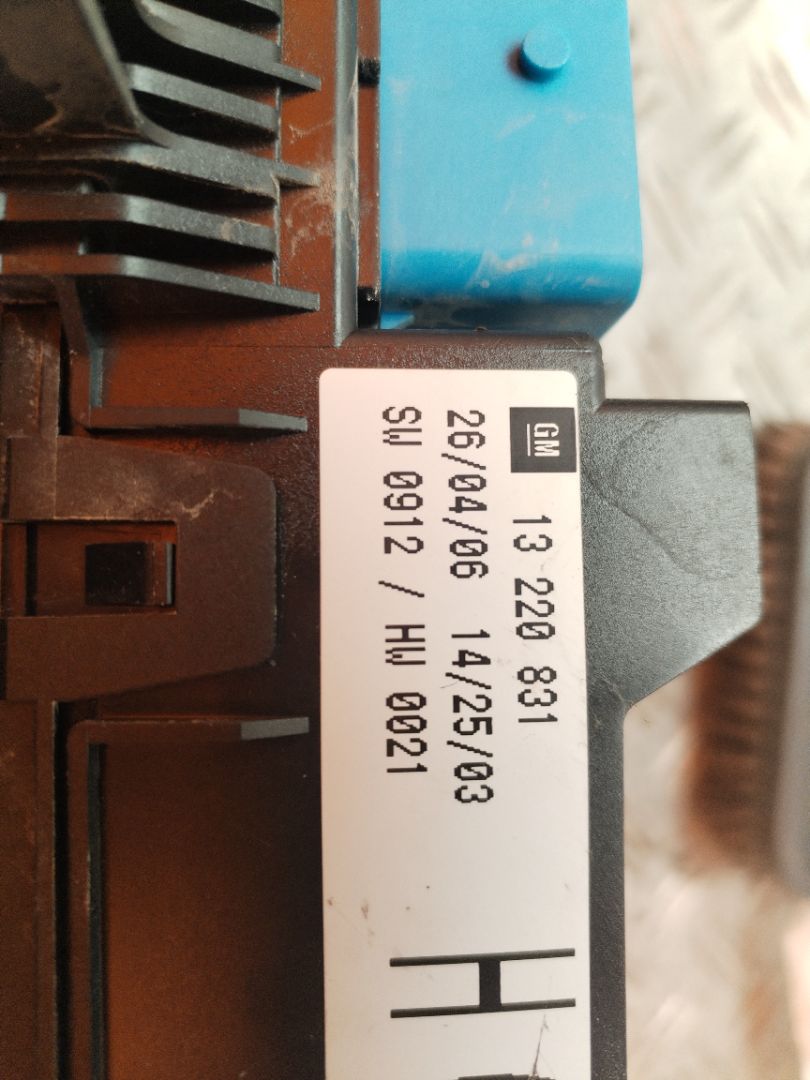 GM 13 220 831
26/04/06 14/25/03
SW 0912 / HW 0021
H